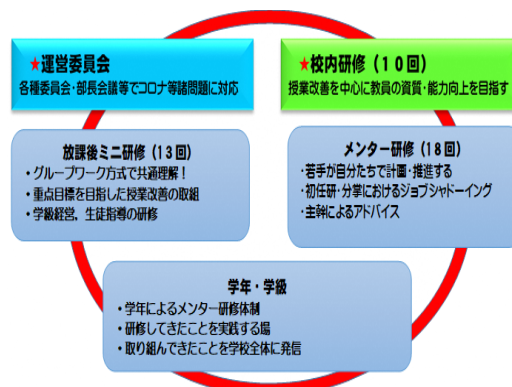 ★運営委員会
各種委員会・部長会議等でコロナ等諸問題に対応
★校内研修（１０回）
授業改善を中心に教員の資質・能力向上を目指す
放課後ミニ研修（13回）
・グループワーク方式で共通理解！
・重点目標を目指した授業改善の取組
・学級経営，生徒指導の研修
メンター研修（18回）
・若手が自分たちで計画・推進する
・初任研・分掌におけるジョブシャドーイング
・主幹によるアドバイス
学年・学級
・学年によるメンター研修体制
・研修してきたことを実践する場
・取り組んできたことを学校全体に発信